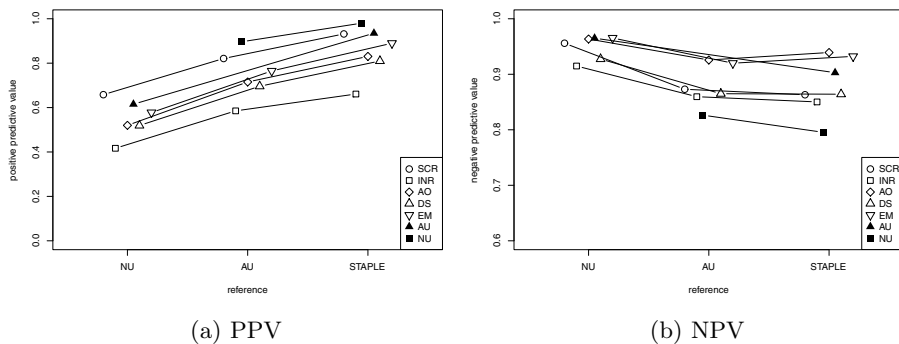 positive predictive value
1.0
0.8
0.6
0.4
0.2
0.0
NU
AU
STAPLE
reference
SCR
INR
AO
DS
EM
AU
NU
(a) PPV
negative predictive value
1.0
0.9
0.8
0.7
0.6
NU
AU
STAPLE
reference
SCR
INR
AO
DS
EM
AU
NU
(b) NPV